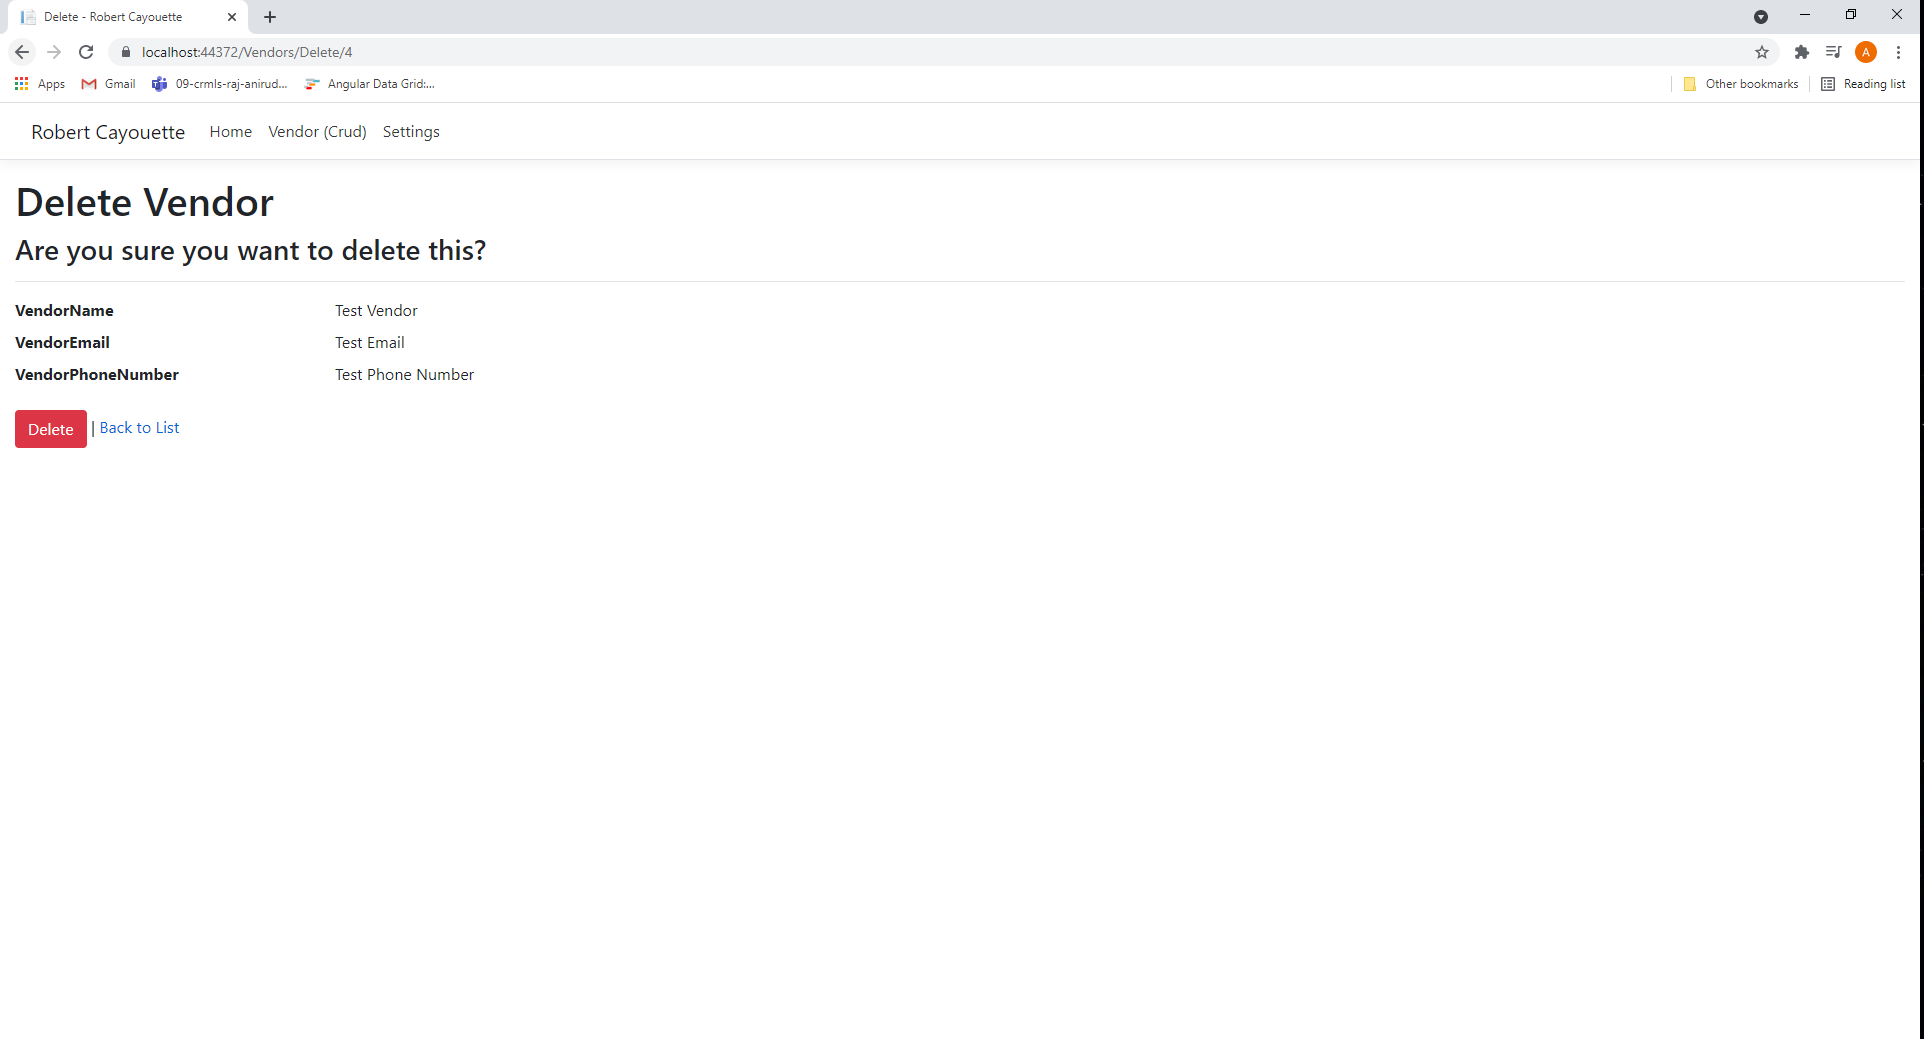 Delete - Robert Cayouette
localhost:44372/Vendors/Delete/4
A
Apps Gmail 09-crmls-raj-anirud... Angular Data Grid:... Other bookmarks Reading list
Robert Cayouette Home Vendor (Crud) Settings
Delete Vendor
Are you sure you want to delete this?
VendorName Test Vendor
VendorEmail Test Email
VendorPhoneNumber Test Phone Number
Delete | Back to List